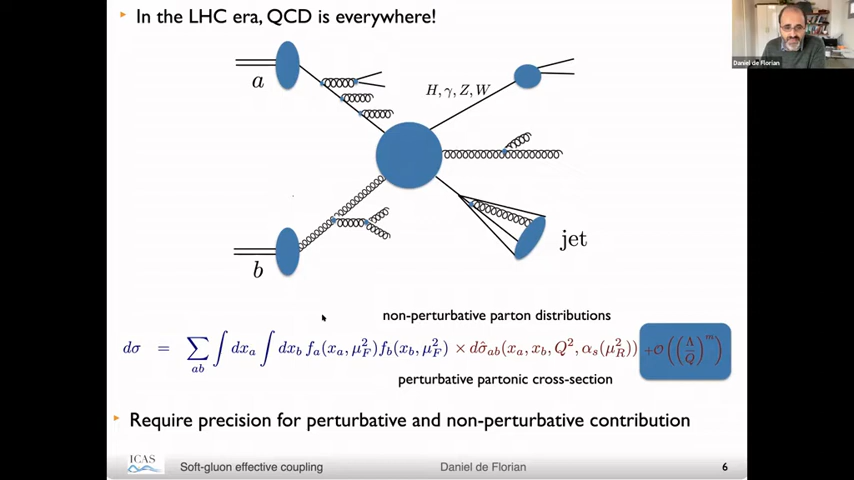 In the LHC era, QCD is everywhere!
Daniel de Florian
a
H, γ, Z, W
jet
b
non-perturbative parton distributions
dσ = ∑_{ab} ∫ dx_a ∫ dx_b f_a(x_a, μ_F^2) f_b(x_b, μ_F^2) × dσ̂_{ab}(x_a, x_b, Q^2, α_s(μ_R^2)) + O((Λ/Q)^m)
perturbative partonic cross-section
Require precision for perturbative and non-perturbative contribution
ICAS
Soft-gluon effective coupling
Daniel de Florian
6